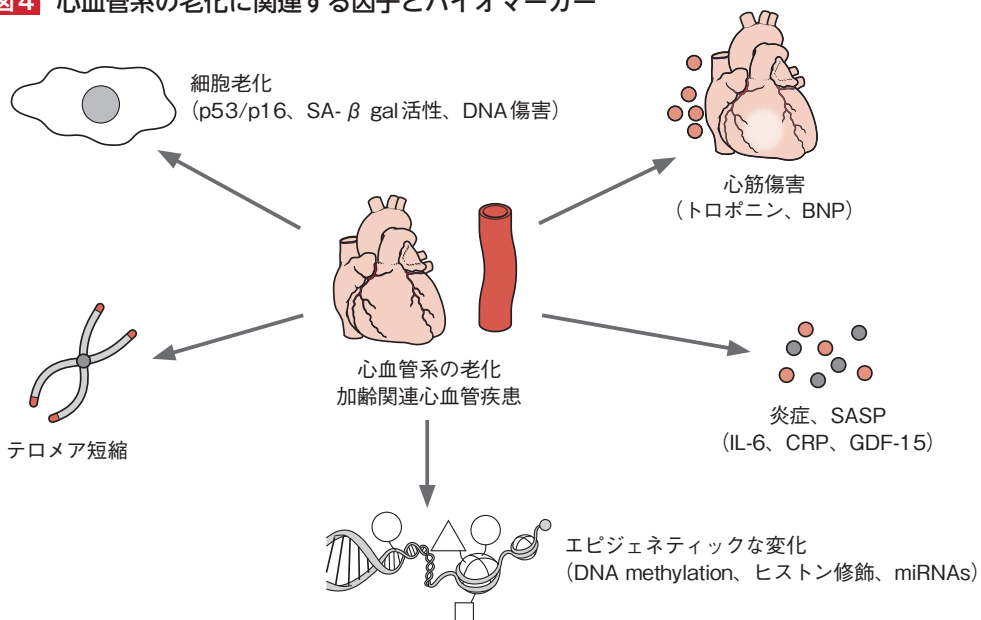 図4 心血管系の老化に関連する因子とバイオマーカー
細胞老化
（p53/p16、SA-β gal活性、DNA傷害）
心筋傷害
（トロポニン、BNP）
心血管系の老化
加齢関連心血管疾患
テロメア短縮
炎症、SASP
（IL-6、CRP、GDF-15）
エピジェネティックな変化
（DNA methylation、ヒストン修飾、miRNAs）